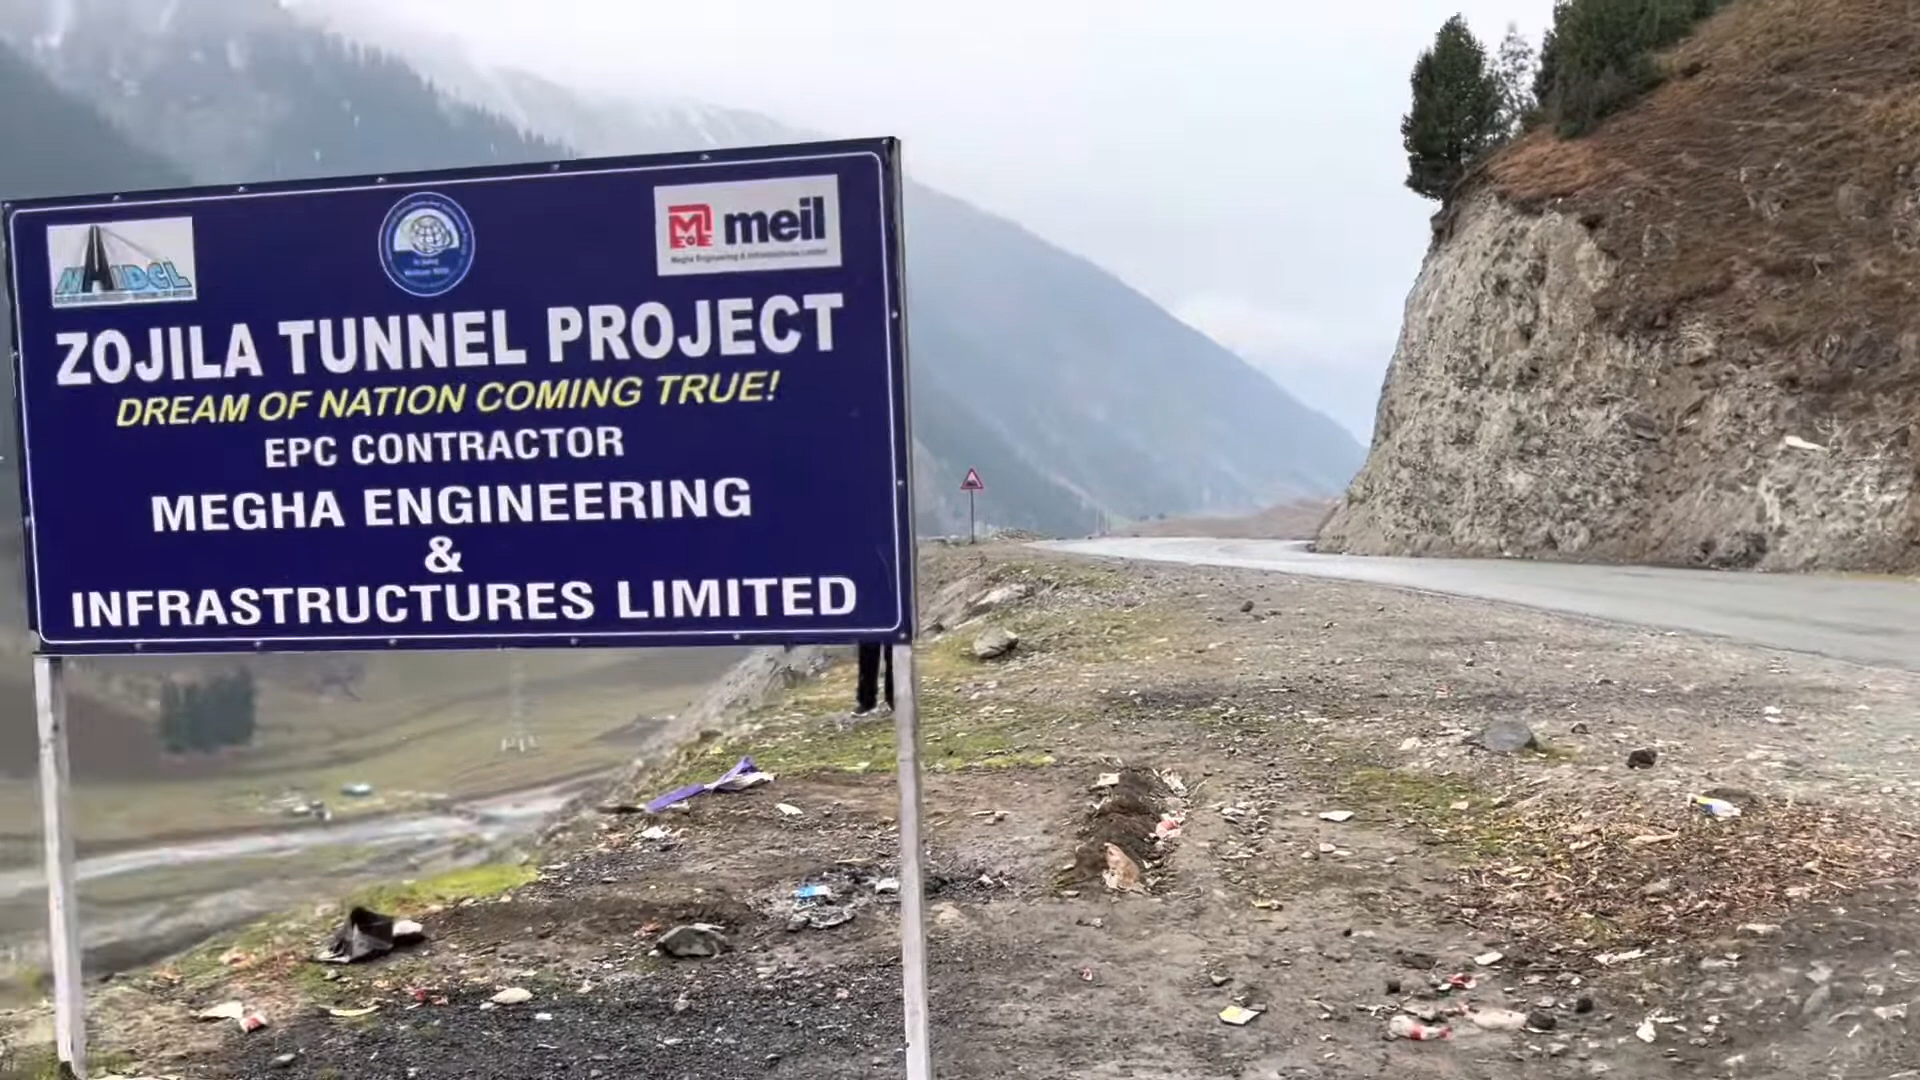 NHIDCL
meil
Megha Engineering & Infrastructures Limited
ZOJILA TUNNEL PROJECT
DREAM OF NATION COMING TRUE!
EPC CONTRACTOR
MEGHA ENGINEERING
&
INFRASTRUCTURES LIMITED